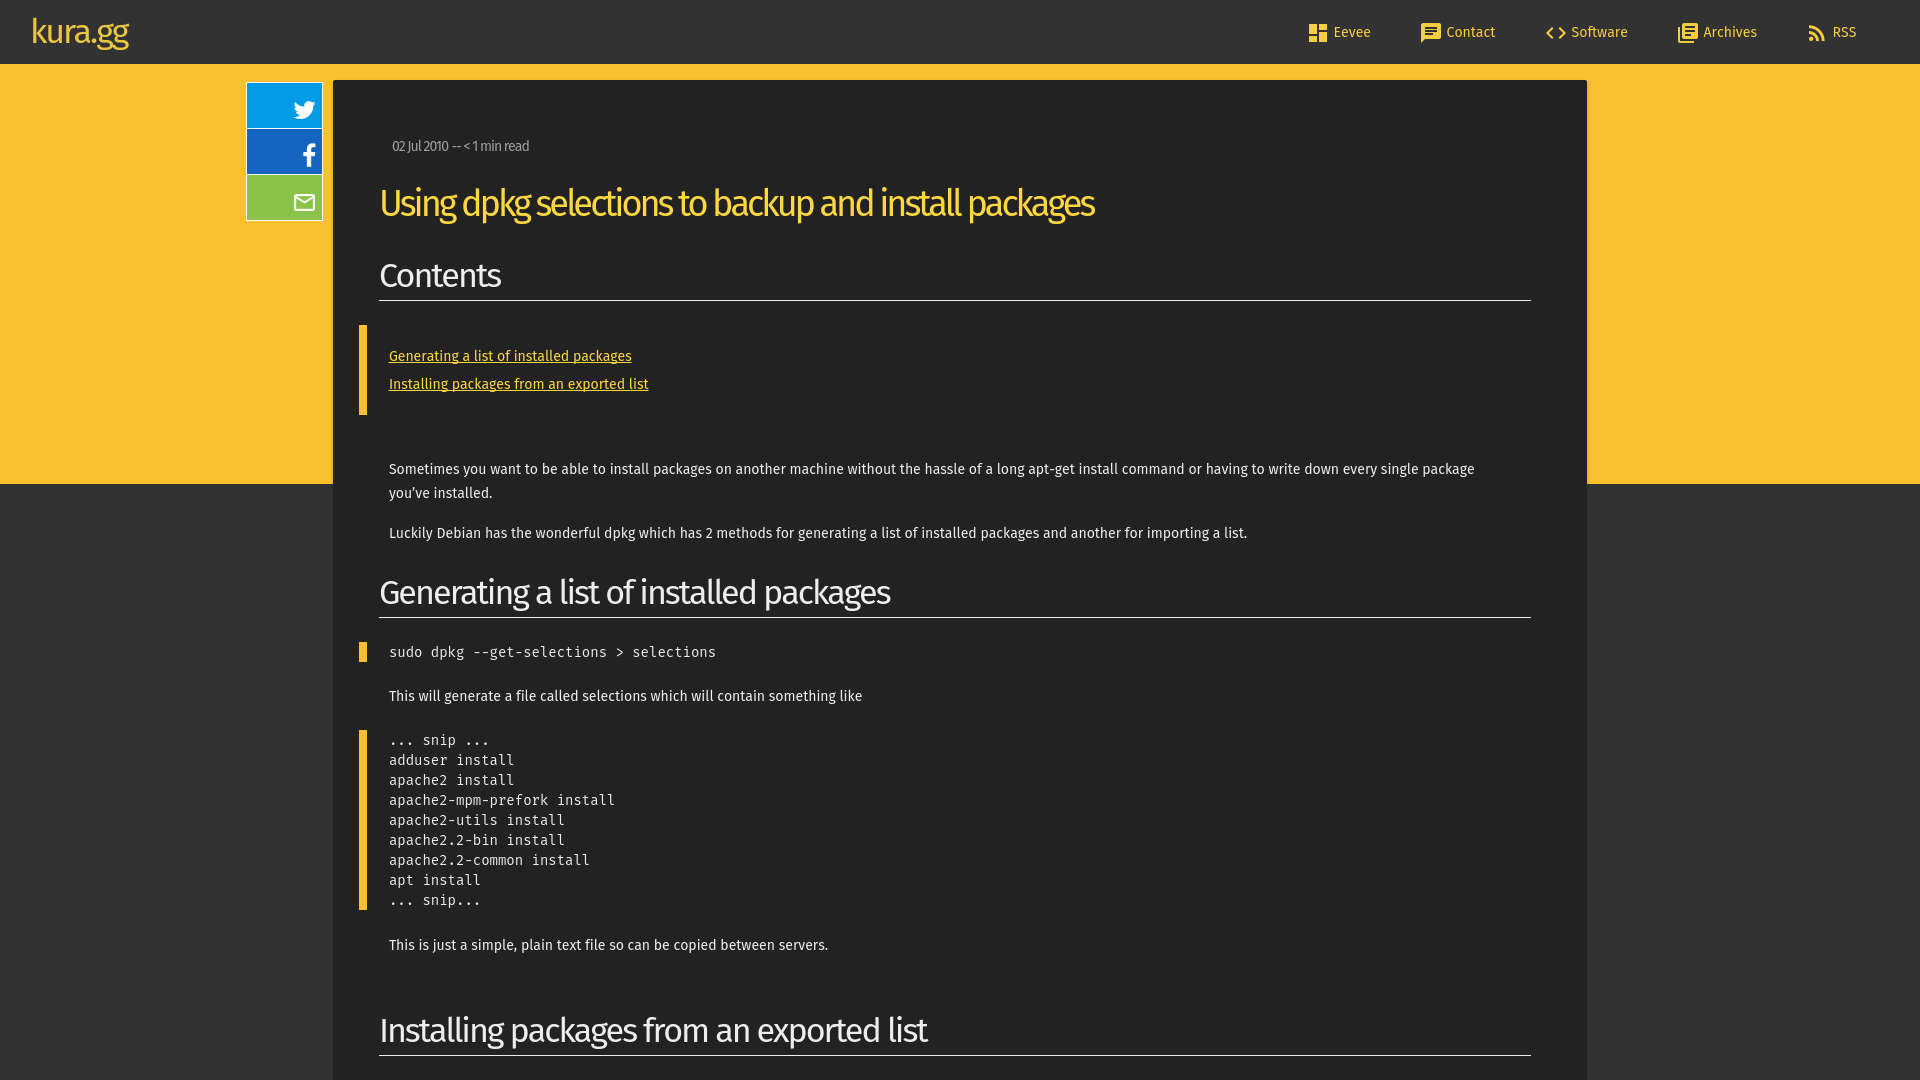 kura.gg
Eevee
Contact
Software
Archives
RSS
02 Jul 2010 -- < 1 min read
Using dpkg selections to backup and install packages
Contents
Generating a list of installed packages
Installing packages from an exported list
Sometimes you want to be able to install packages on another machine without the hassle of a long apt-get install command or having to write down every single package
you’ve installed.
Luckily Debian has the wonderful dpkg which has 2 methods for generating a list of installed packages and another for importing a list.
Generating a list of installed packages
sudo dpkg --get-selections > selections
This will generate a file called selections which will contain something like
... snip ...
adduser install
apache2 install
apache2-mpm-prefork install
apache2-utils install
apache2.2-bin install
apache2.2-common install
apt install
... snip...
This is just a simple, plain text file so can be copied between servers.
Installing packages from an exported list